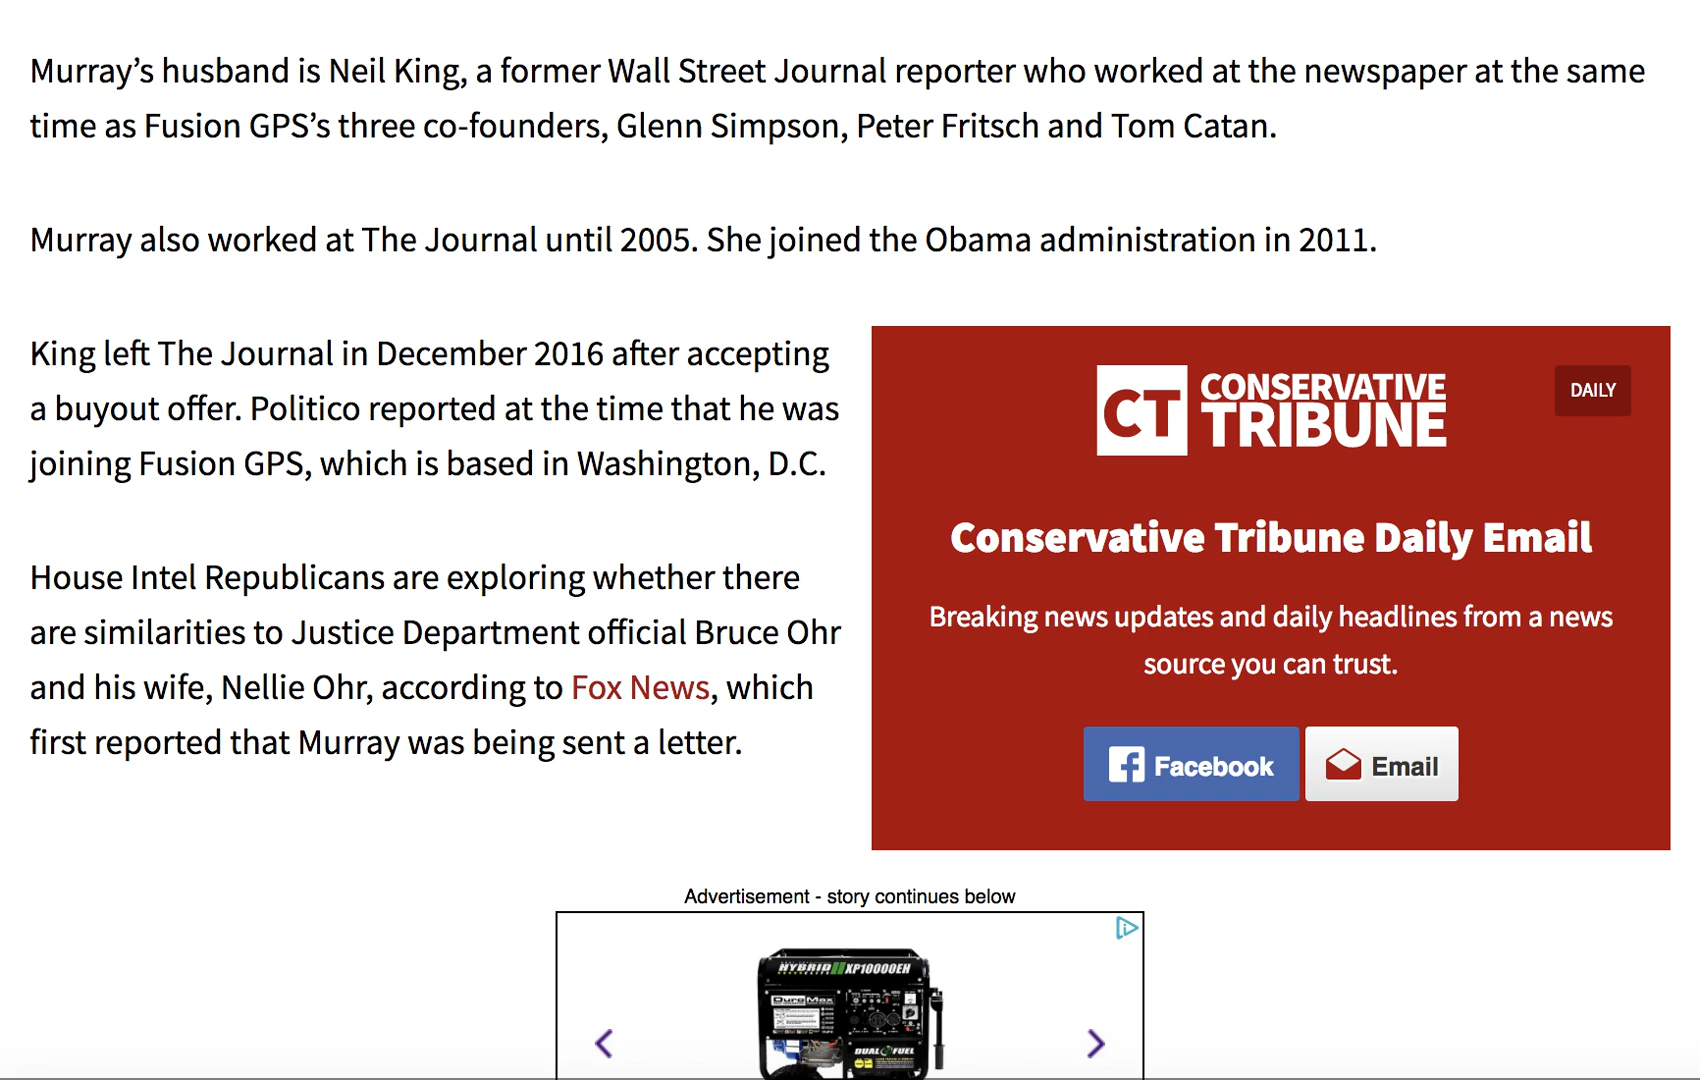 Murray’s husband is Neil King, a former Wall Street Journal reporter who worked at the newspaper at the same
time as Fusion GPS’s three co-founders, Glenn Simpson, Peter Fritsch and Tom Catan.
Murray also worked at The Journal until 2005. She joined the Obama administration in 2011.
King left The Journal in December 2016 after accepting
a buyout offer. Politico reported at the time that he was
joining Fusion GPS, which is based in Washington, D.C.
House Intel Republicans are exploring whether there
are similarities to Justice Department official Bruce Ohr
and his wife, Nellie Ohr, according to Fox News, which
first reported that Murray was being sent a letter.
CT CONSERVATIVE
TRIBUNE
DAILY
Conservative Tribune Daily Email
Breaking news updates and daily headlines from a news
source you can trust.
Facebook
Email
Advertisement - story continues below
HYBRID XP10000EH
DuroMax
DUAL FUEL